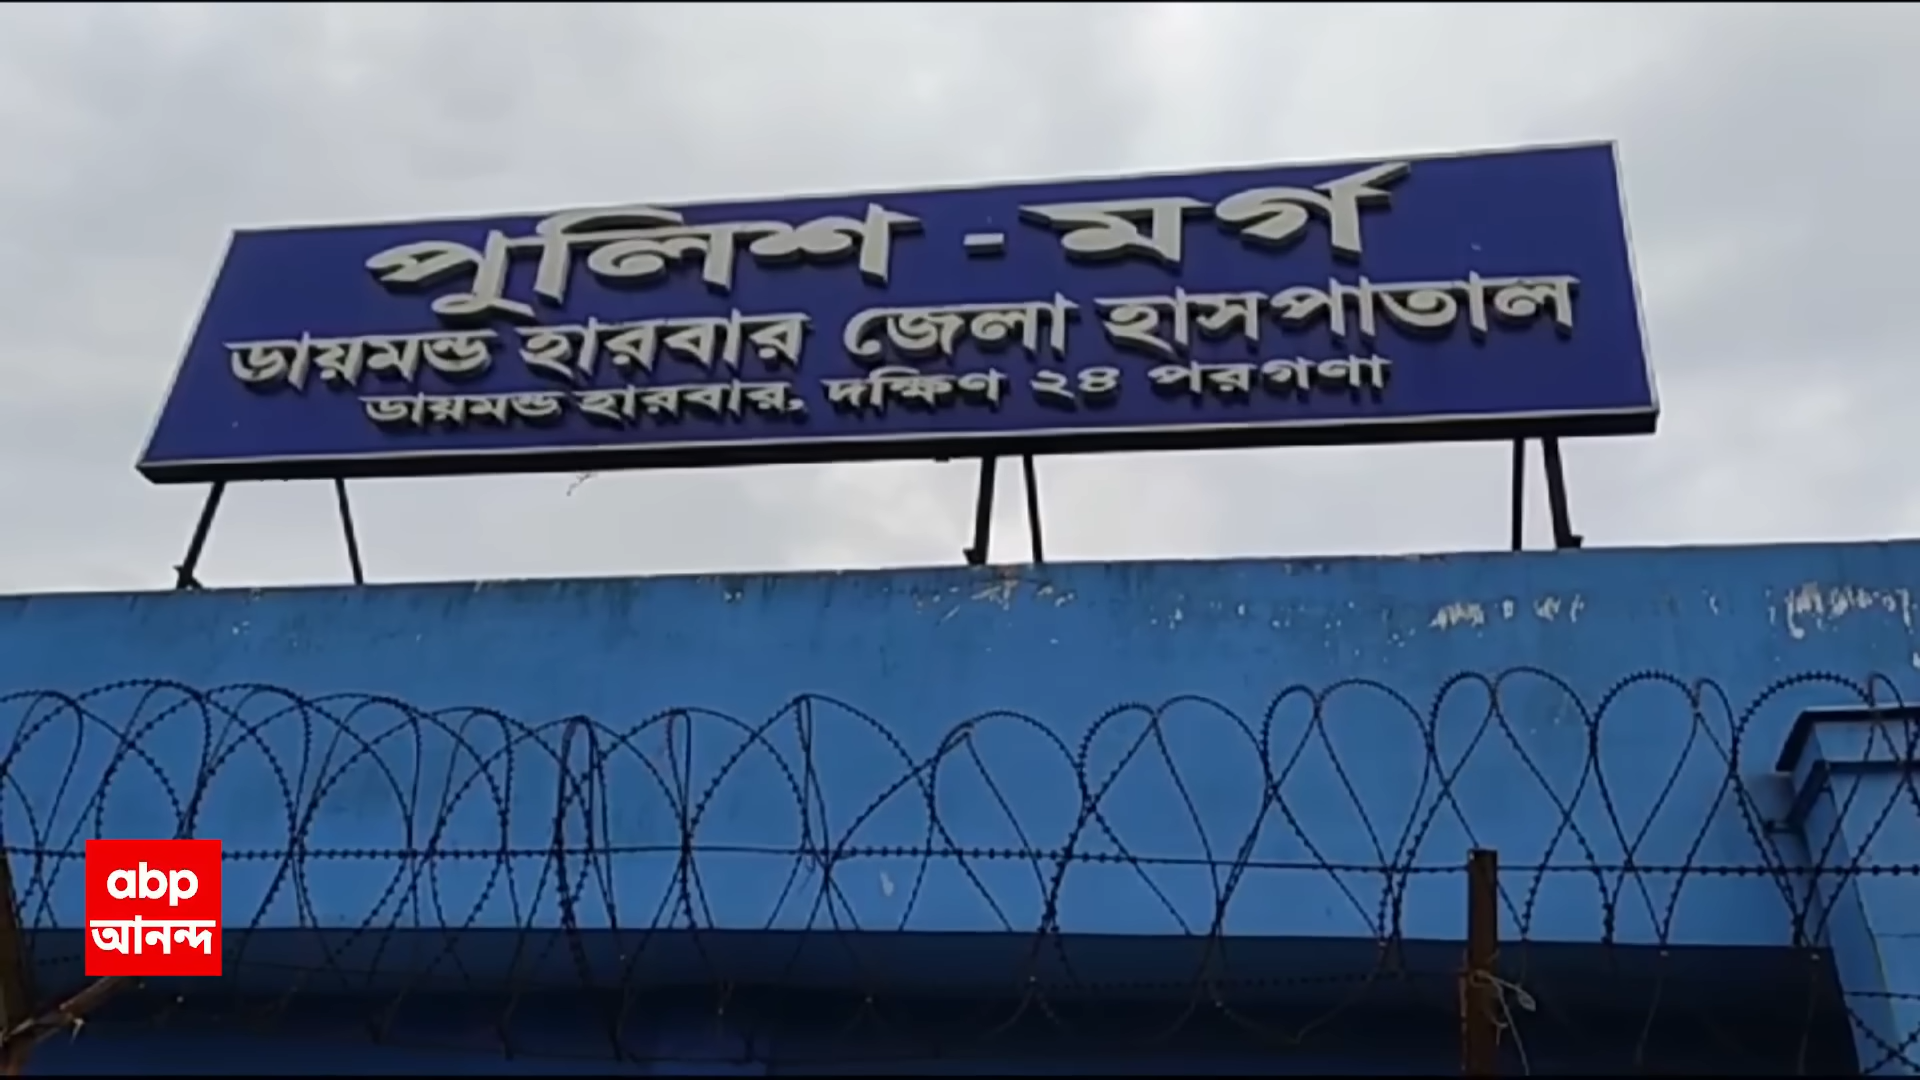 পুলিশ - মর্গ
ডায়মন্ড হারবার জেলা হাসপাতাল
ডায়মন্ড হারবার, দক্ষিণ ২৪ পরগণা
abp
আনন্দ